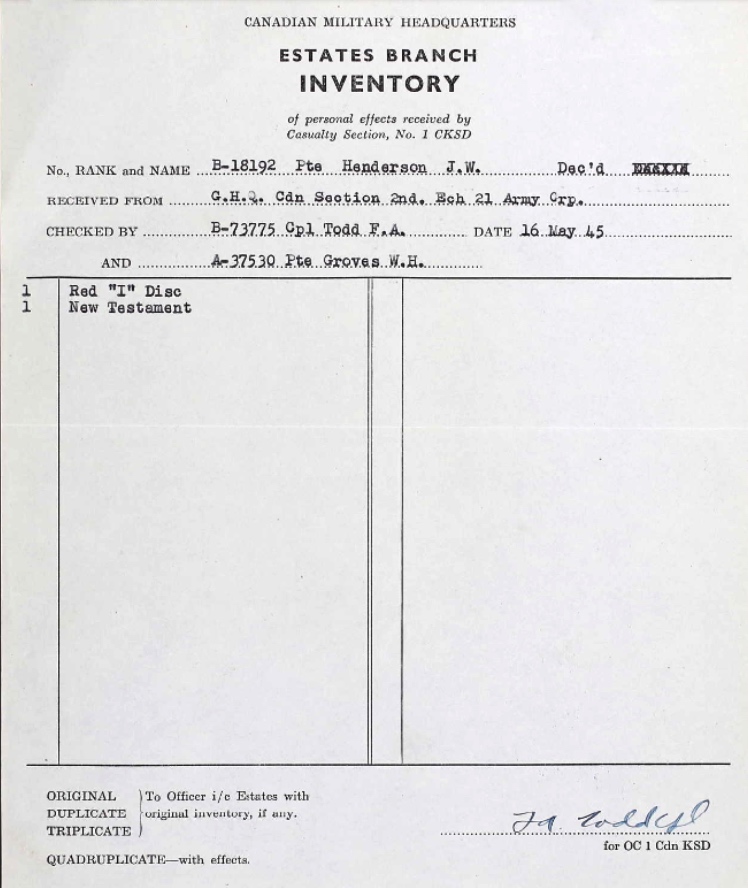 CANADIAN MILITARY HEADQUARTERS
ESTATES BRANCH
INVENTORY
of personal effects received by
Casualty Section, No. 1 CKSD
No., RANK and NAME B-18192 Pte Henderson J.W. Dec'd
RECEIVED FROM G.H.Q. Cdn Section 2nd. Ech 21 Army Grp.
CHECKED BY B-73775 Cpl Todd F.A. DATE 16 May 45
AND A-37530 Pte Groves W.H.
1 Red "I" Disc
1 New Testament
ORIGINAL } To Officer i/c Estates with
DUPLICATE } original inventory, if any.
TRIPLICATE }
FA Todd Cpl
for OC 1 Cdn KSD
QUADRUPLICATE—with effects.